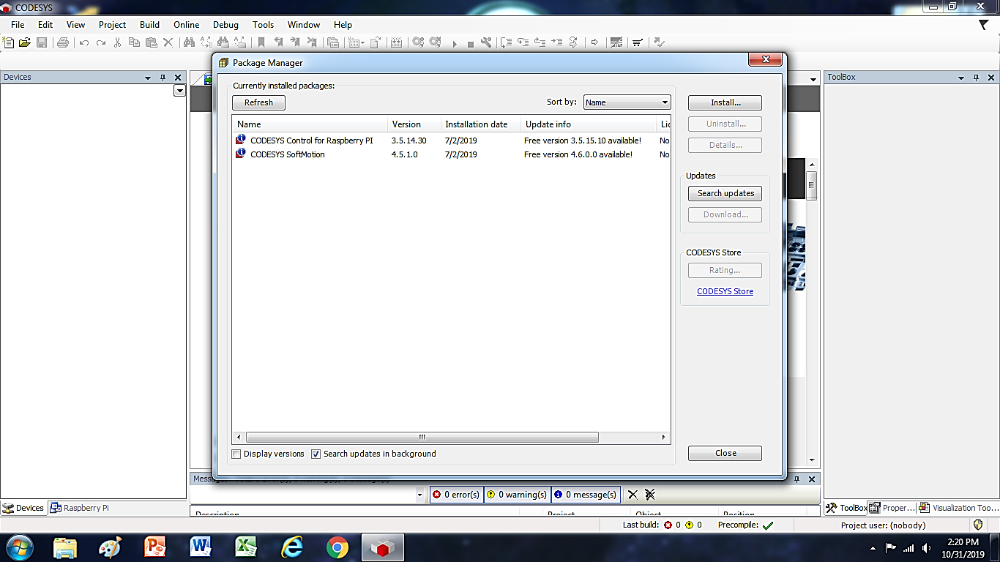 CODESYS
File Edit View Project Build Online Debug Tools Window Help
Package Manager
Devices
ToolBox
Currently installed packages:
Refresh
Sort by: Name
Install...
Name Version Installation date Update info Lic
Uninstall...
CODESYS Control for Raspberry PI 3.5.14.30 7/2/2019 Free version 3.5.15.10 available! No
Details...
CODESYS SoftMotion 4.5.1.0 7/2/2019 Free version 4.6.0.0 available! No
Updates
Search updates
Download...
CODESYS Store
Rating...
CODESYS Store
Display versions Search updates in background
Close
0 error(s) 0 warning(s) 0 message(s)
Devices Raspberry Pi
Description Project Object Position
ToolBox Proper... Visualization Too...
Last build: 0 0 Precompile: Project user: (nobody)
2:20 PM
10/31/2019